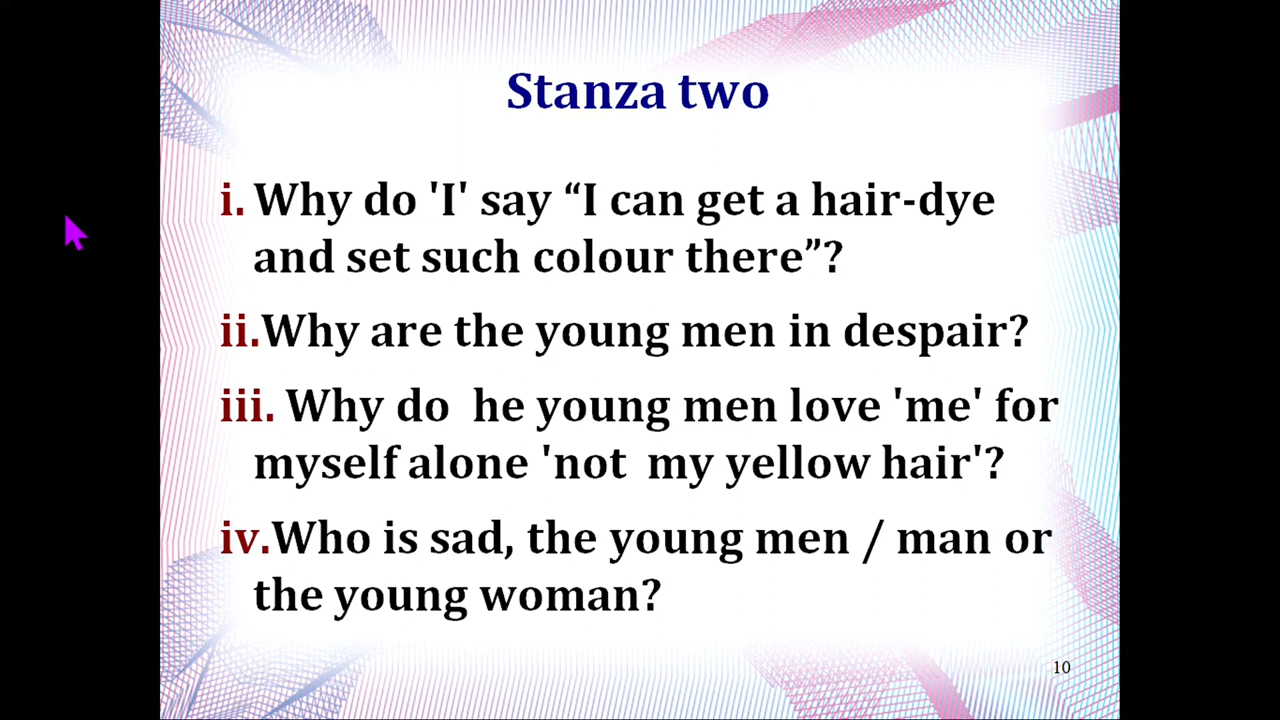 Stanza two
i. Why do 'I' say “I can get a hair-dye
and set such colour there”?
ii.Why are the young men in despair?
iii. Why do he young men love 'me' for
myself alone 'not my yellow hair'?
iv.Who is sad, the young men / man or
the young woman?
10